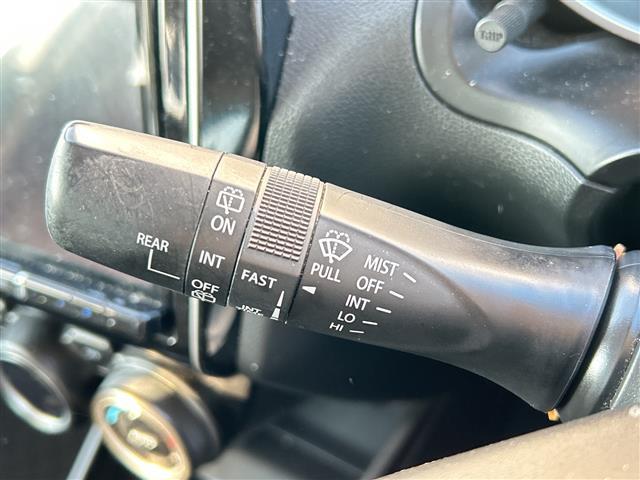 TRIP
REAR
ON
INT
OFF
FAST
INT
PULL
MIST
OFF
INT
LO
HI